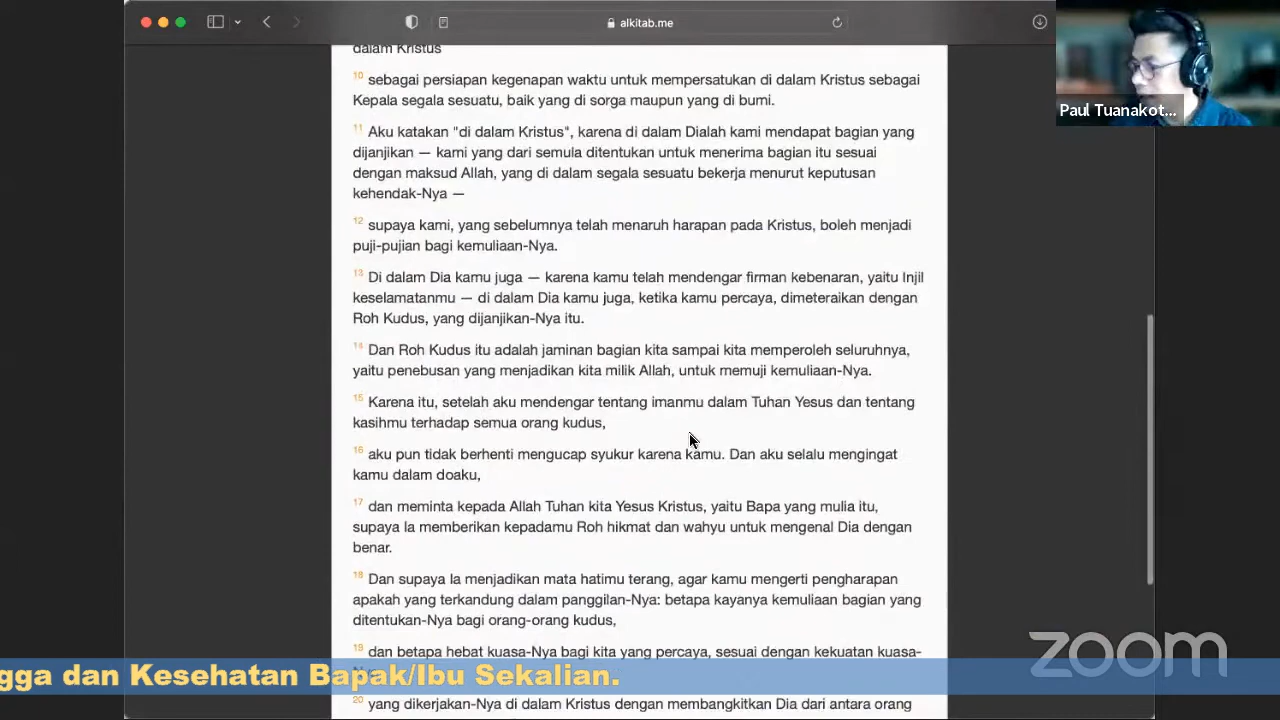 alkitab.me
Paul Tuanakot...
dalam Kristus
10 sebagai persiapan kegenapan waktu untuk mempersatukan di dalam Kristus sebagai
Kepala segala sesuatu, baik yang di sorga maupun yang di bumi.
11 Aku katakan "di dalam Kristus", karena di dalam Dialah kami mendapat bagian yang
dijanjikan — kami yang dari semula ditentukan untuk menerima bagian itu sesuai
dengan maksud Allah, yang di dalam segala sesuatu bekerja menurut keputusan
kehendak-Nya —
12 supaya kami, yang sebelumnya telah menaruh harapan pada Kristus, boleh menjadi
puji-pujian bagi kemuliaan-Nya.
13 Di dalam Dia kamu juga — karena kamu telah mendengar firman kebenaran, yaitu Injil
keselamatanmu — di dalam Dia kamu juga, ketika kamu percaya, dimeteraikan dengan
Roh Kudus, yang dijanjikan-Nya itu.
14 Dan Roh Kudus itu adalah jaminan bagian kita sampai kita memperoleh seluruhnya,
yaitu penebusan yang menjadikan kita milik Allah, untuk memuji kemuliaan-Nya.
15 Karena itu, setelah aku mendengar tentang imanmu dalam Tuhan Yesus dan tentang
kasihmu terhadap semua orang kudus,
16 aku pun tidak berhenti mengucap syukur karena kamu. Dan aku selalu mengingat
kamu dalam doaku,
17 dan meminta kepada Allah Tuhan kita Yesus Kristus, yaitu Bapa yang mulia itu,
supaya Ia memberikan kepadamu Roh hikmat dan wahyu untuk mengenal Dia dengan
benar.
18 Dan supaya Ia menjadikan mata hatimu terang, agar kamu mengerti pengharapan
apakah yang terkandung dalam panggilan-Nya: betapa kayanya kemuliaan bagian yang
ditentukan-Nya bagi orang-orang kudus,
19 dan betapa hebat kuasa-Nya bagi kita yang percaya, sesuai dengan kekuatan kuasa-
gga dan Kesehatan Bapak/Ibu Sekalian.
zoom
20 yang dikerjakan-Nya di dalam Kristus dengan membangkitkan Dia dari antara orang